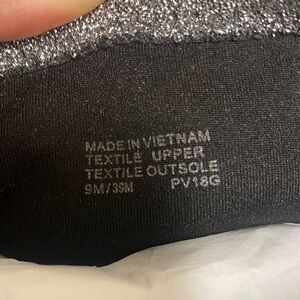 MADE IN VIETNAM
TEXTILE UPPER
TEXTILE OUTSOLE
9M/39M PV18G